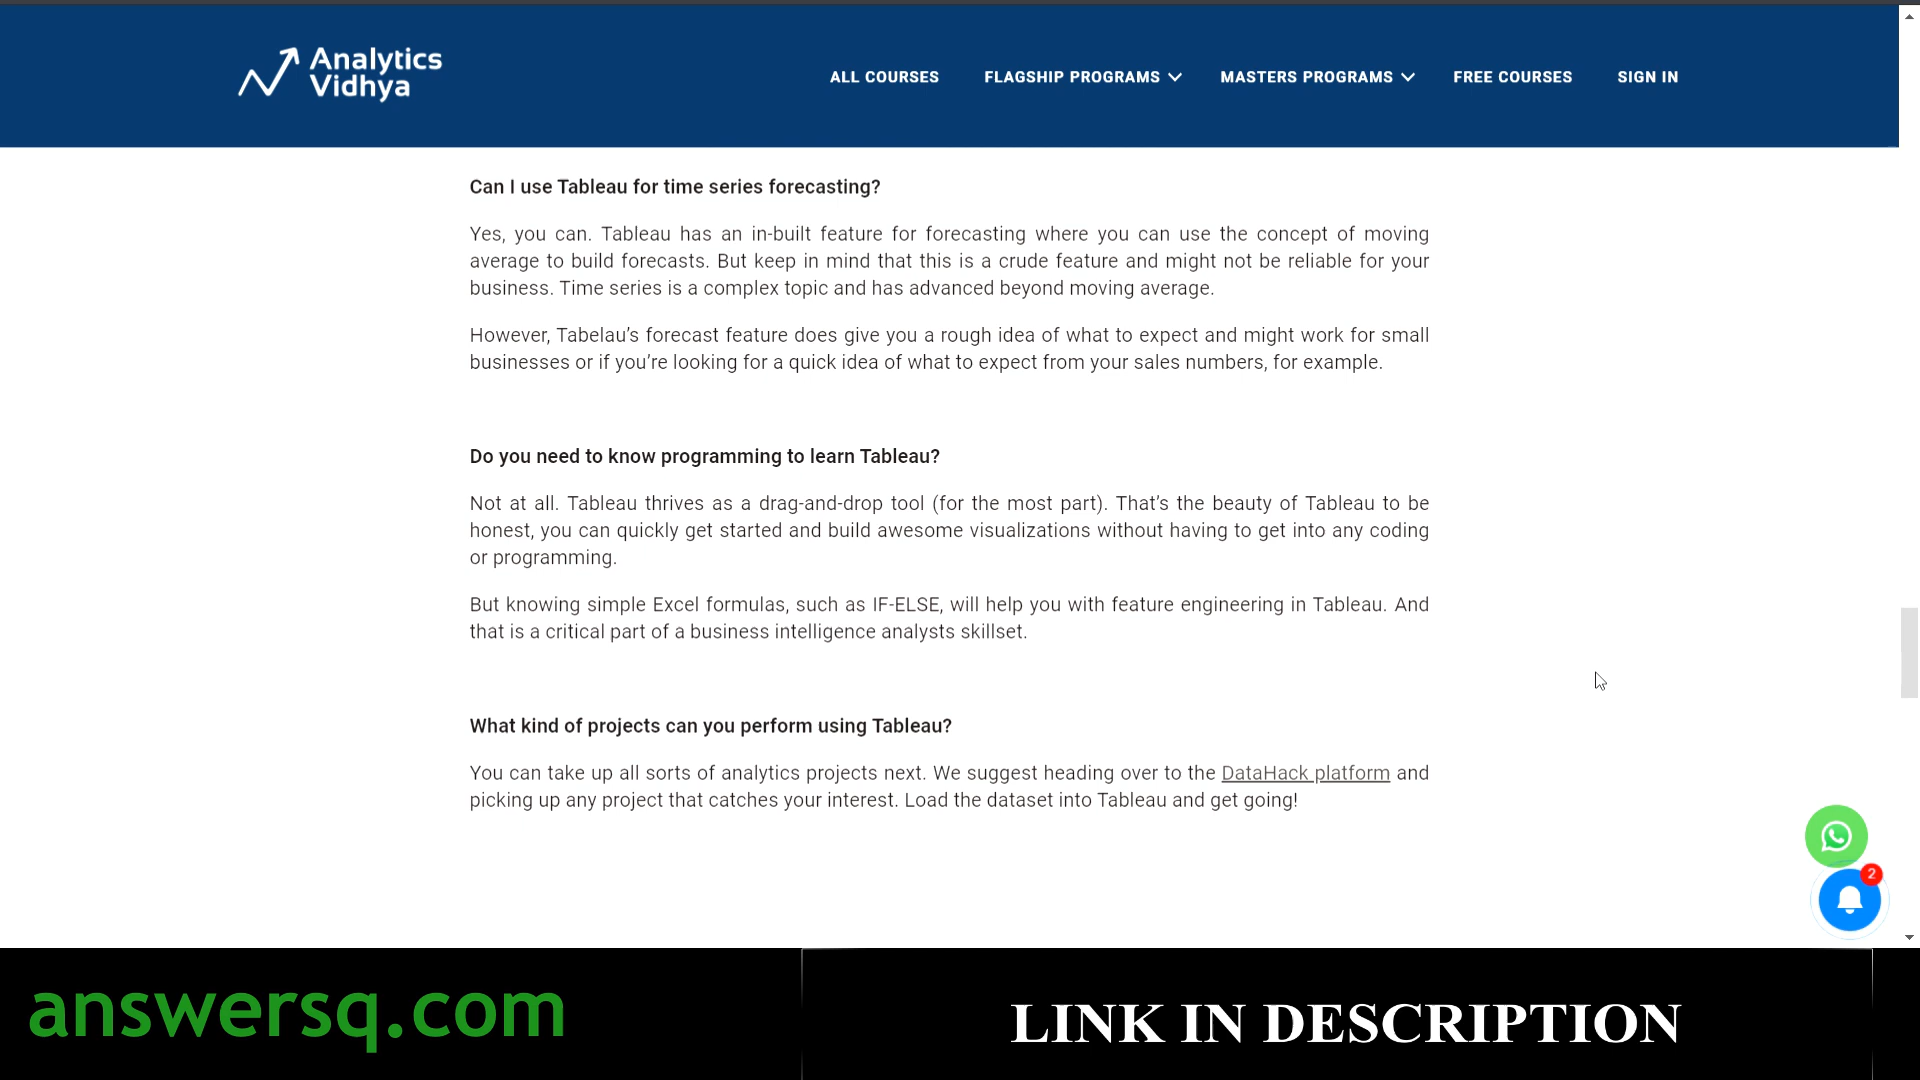 Analytics
Vidhya
ALL COURSES FLAGSHIP PROGRAMS MASTERS PROGRAMS FREE COURSES SIGN IN
Can I use Tableau for time series forecasting?
Yes, you can. Tableau has an in-built feature for forecasting where you can use the concept of moving
average to build forecasts. But keep in mind that this is a crude feature and might not be reliable for your
business. Time series is a complex topic and has advanced beyond moving average.
However, Tabelau’s forecast feature does give you a rough idea of what to expect and might work for small
businesses or if you’re looking for a quick idea of what to expect from your sales numbers, for example.
Do you need to know programming to learn Tableau?
Not at all. Tableau thrives as a drag-and-drop tool (for the most part). That’s the beauty of Tableau to be
honest, you can quickly get started and build awesome visualizations without having to get into any coding
or programming.
But knowing simple Excel formulas, such as IF-ELSE, will help you with feature engineering in Tableau. And
that is a critical part of a business intelligence analysts skillset.
What kind of projects can you perform using Tableau?
You can take up all sorts of analytics projects next. We suggest heading over to the DataHack platform and
picking up any project that catches your interest. Load the dataset into Tableau and get going!
2
answersq.com
LINK IN DESCRIPTION